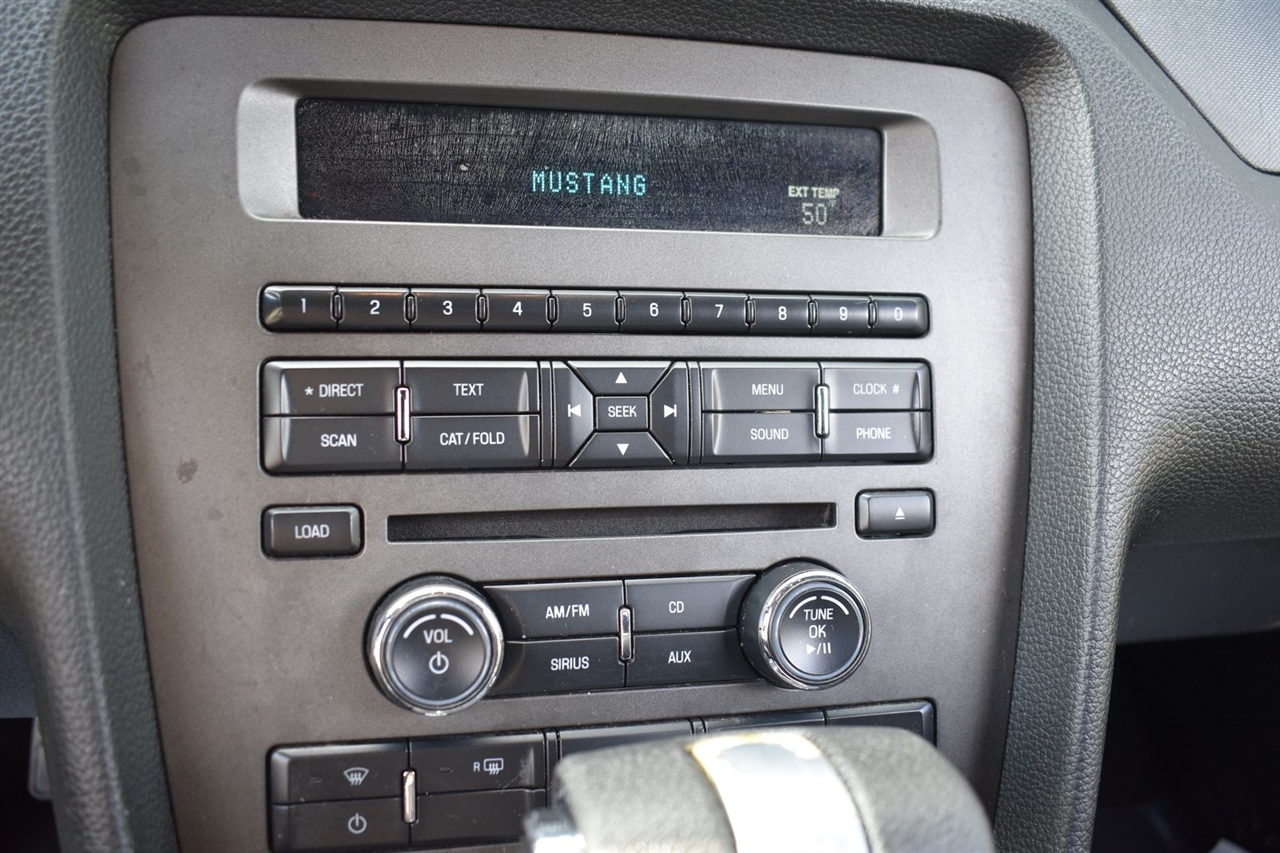 MUSTANG
EXT TEMP
50°
1 2 3 4 5 6 7 8 9 0
* DIRECT TEXT MENU CLOCK #
SEEK
SCAN CAT/FOLD SOUND PHONE
LOAD
VOL
AM/FM CD
SIRIUS AUX
TUNE
OK
R